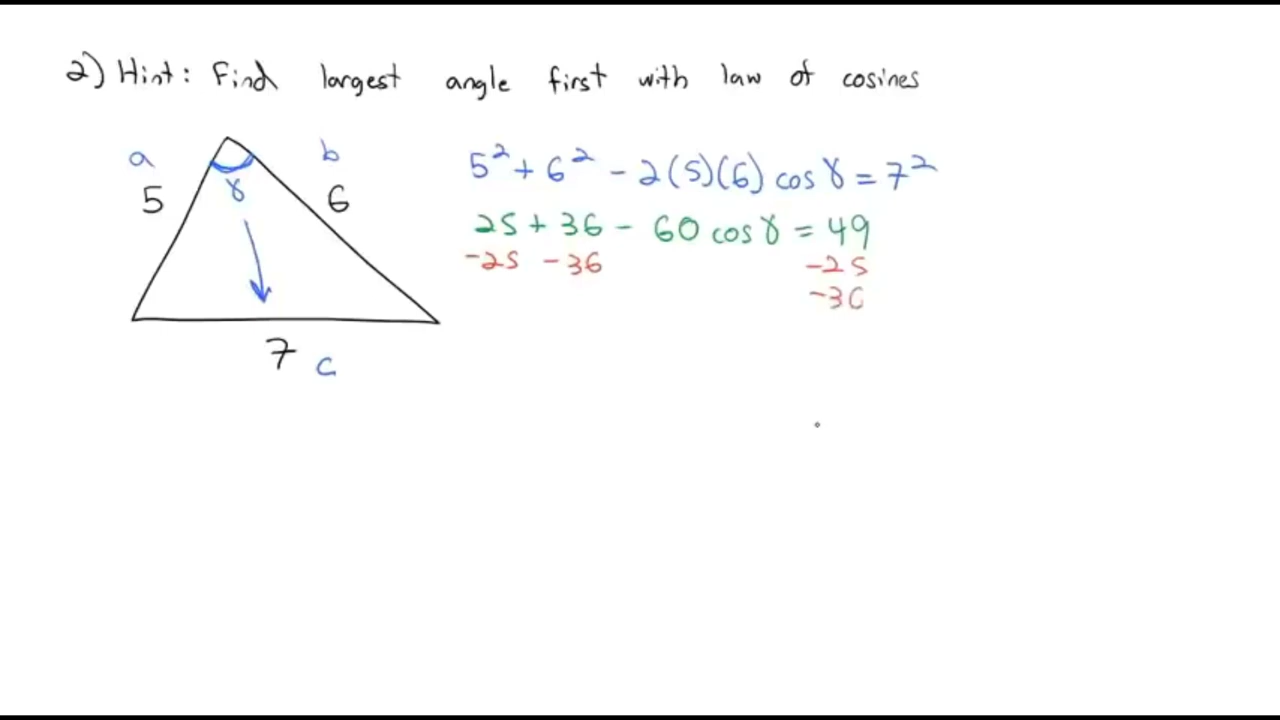 2) Hint: Find largest angle first with law of cosines
a b
5 γ 6
7 c
5² + 6² - 2(5)(6) cos γ = 7²
25 + 36 - 60 cos γ = 49
-25 -36 -25
-36